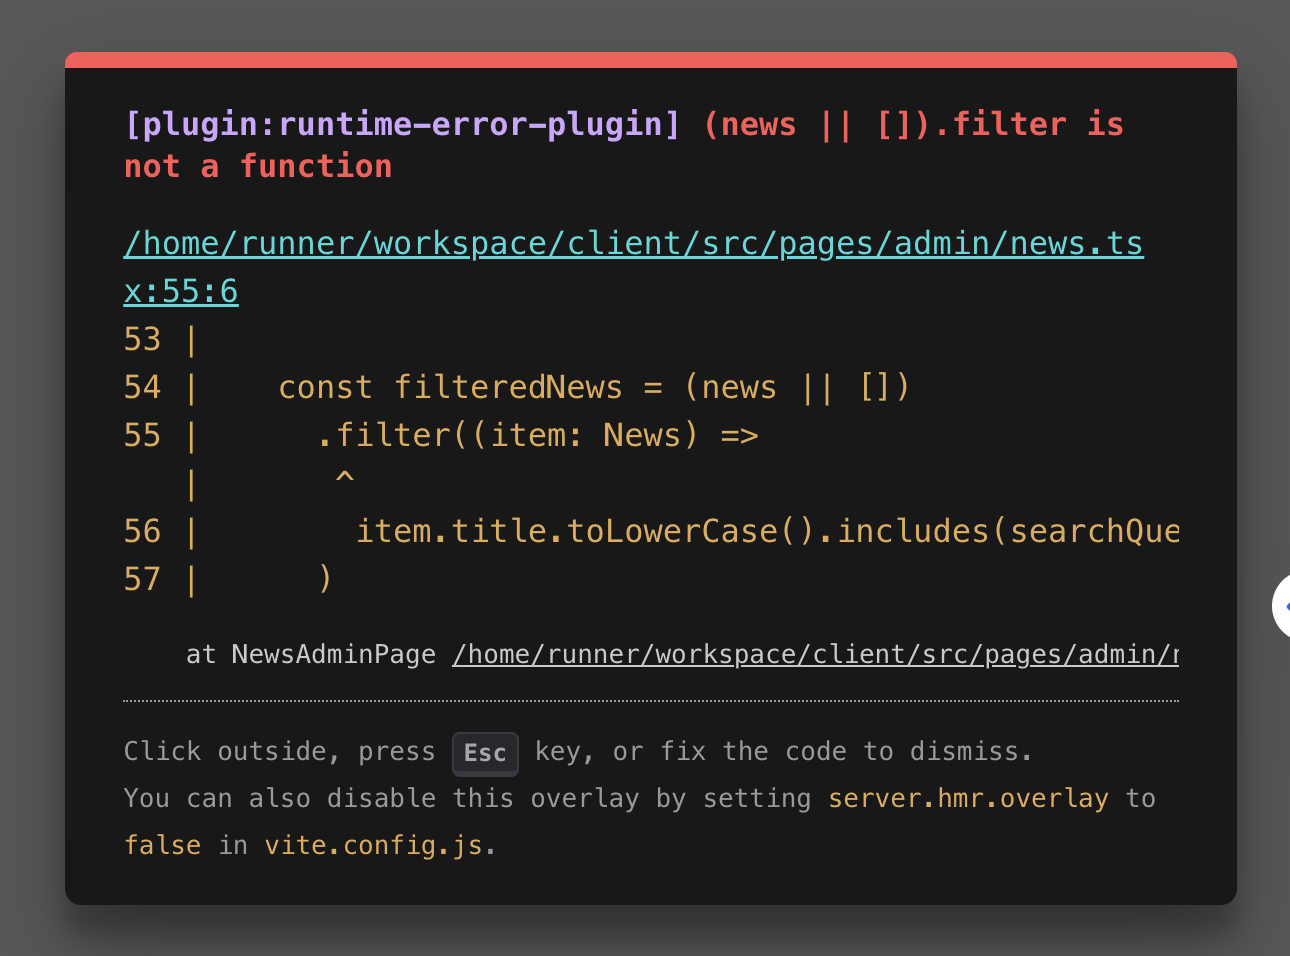 [plugin:runtime-error-plugin] (news || []).filter is
not a function
/home/runner/workspace/client/src/pages/admin/news.ts
x:55:6
53 |
54 |    const filteredNews = (news || [])
55 |      .filter((item: News) =>
   |       ^
56 |        item.title.toLowerCase().includes(searchQue
57 |      )
    at NewsAdminPage /home/runner/workspace/client/src/pages/admin/
Click outside, press Esc key, or fix the code to dismiss.
You can also disable this overlay by setting server.hmr.overlay to
false in vite.config.js.